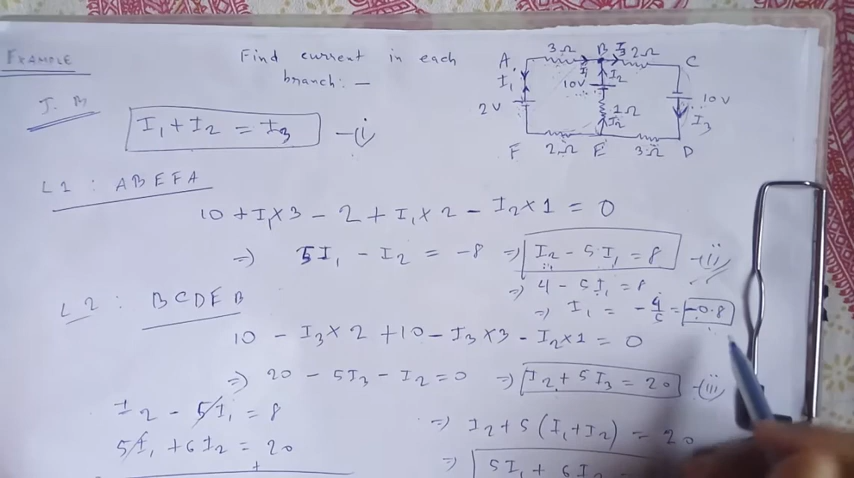 EXAMPLE
Find current in each
branch: —
J. B
I₁ + I₂ = I₃ —(i)
A 3Ω B I₃ 2Ω C
I₁ I₁ I₂
10V 10V
2V 1Ω I₃
I₂
F 2Ω E 3Ω D
L1 : ABEFA
10 + I₁×3 - 2 + I₁×2 - I₂×1 = 0
=> 5I₁ - I₂ = -8 => I₂ - 5I₁ = 8 —(ii)
=> 4 - 5I₁ = 8
=> I₁ = -4/5 = -0.8
L2 : BCDEB
10 - I₃×2 + 10 - I₃×3 - I₂×1 = 0
=> 20 - 5I₃ - I₂ = 0 => I₂ + 5I₃ = 20 —(iii)
I₂ - 5I₁ = 8
=> I₂ + 5(I₁ + I₂) = 20
5I₁ + 6I₂ = 20
+
=> 5I₁ + 6I₂